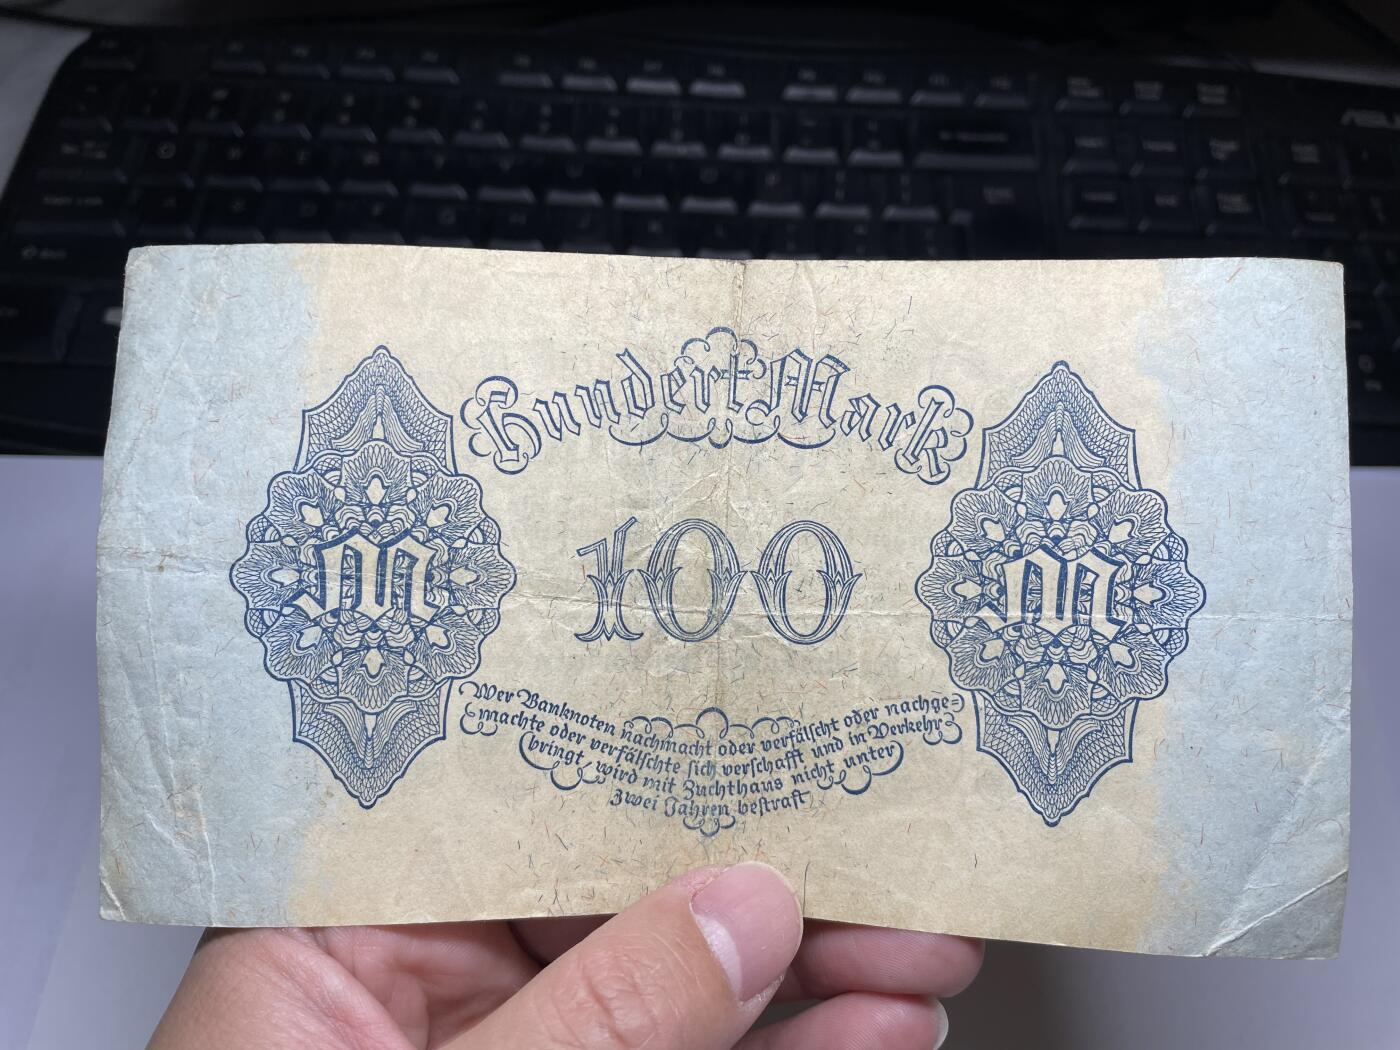 Hundert Mark
M
100
M
Wer Banknoten nachmacht oder verfälscht oder nachge=
machte oder verfälschte sich verschafft und in Verkehr
bringt, wird mit Zuchthaus nicht unter
zwei Jahren bestraft